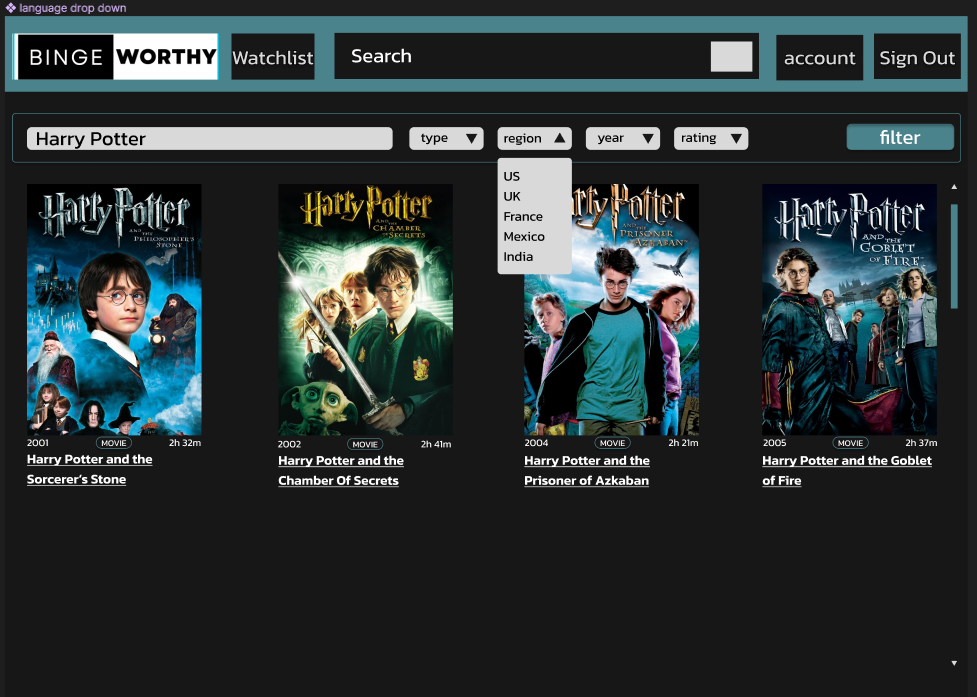 language drop down
BINGE WORTHY
Watchlist
Search
account
Sign Out
Harry Potter
type
region
year
rating
filter
US
UK
France
Mexico
India
Harry Potter
AND THE
PHILOSOPHER'S
STONE
Harry Potter
AND THE
CHAMBER OF
SECRETS
Potter
AND THE
PRISONER OF
AZKABAN
Harry Potter
AND THE
GOBLET
OF FIRE
2001 MOVIE 2h 32m
Harry Potter and the
Sorcerer's Stone
2002 MOVIE 2h 41m
Harry Potter and the
Chamber Of Secrets
2004 MOVIE 2h 21m
Harry Potter and the
Prisoner of Azkaban
2005 MOVIE 2h 37m
Harry Potter and the Goblet
of Fire